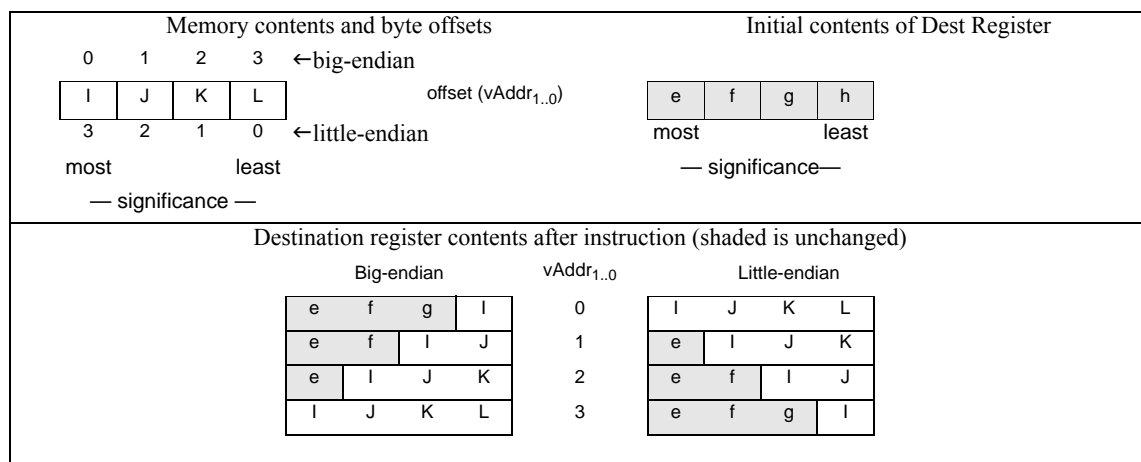 Memory contents and byte offsets Initial contents of Dest Register
0 1 2 3 ←big-endian
I J K L offset (vAddr1..0) e f g h
3 2 1 0 ←little-endian most least
most least — significance—
— significance —
Destination register contents after instruction (shaded is unchanged)
Big-endian vAddr1..0 Little-endian
e f g I 0 I J K L
e f I J 1 e I J K
e I J K 2 e f I J
I J K L 3 e f g I